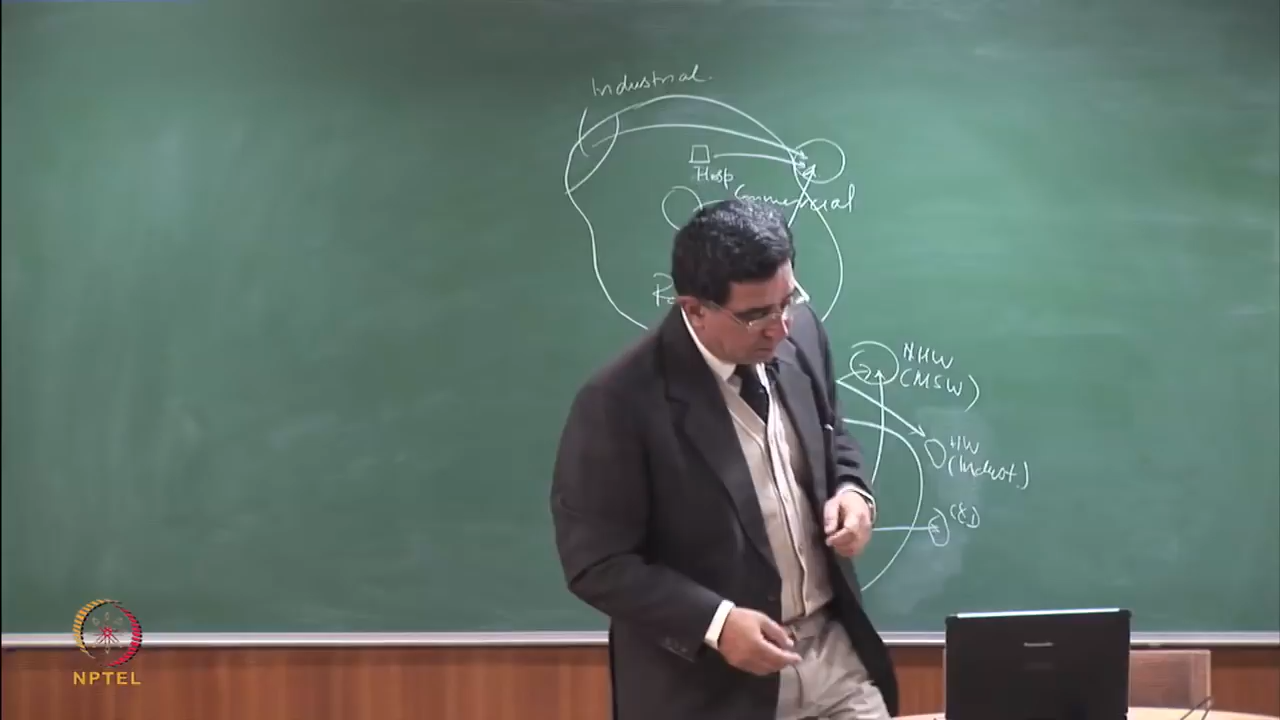 Industrial.
Hosp
Commercial
NHW
(MSW)
HW
(Indust.)
(&D
NPTEL